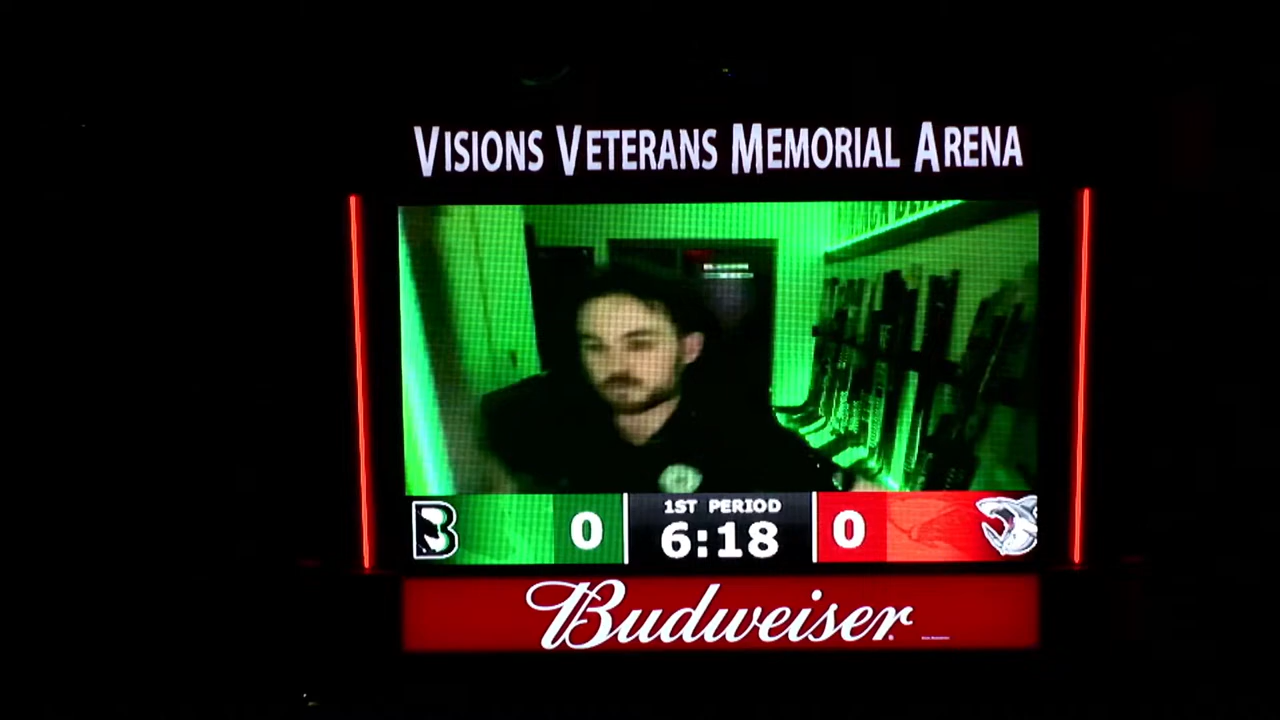 VISIONS VETERANS MEMORIAL ARENA
B 0 1ST PERIOD 0
6:18
Budweiser